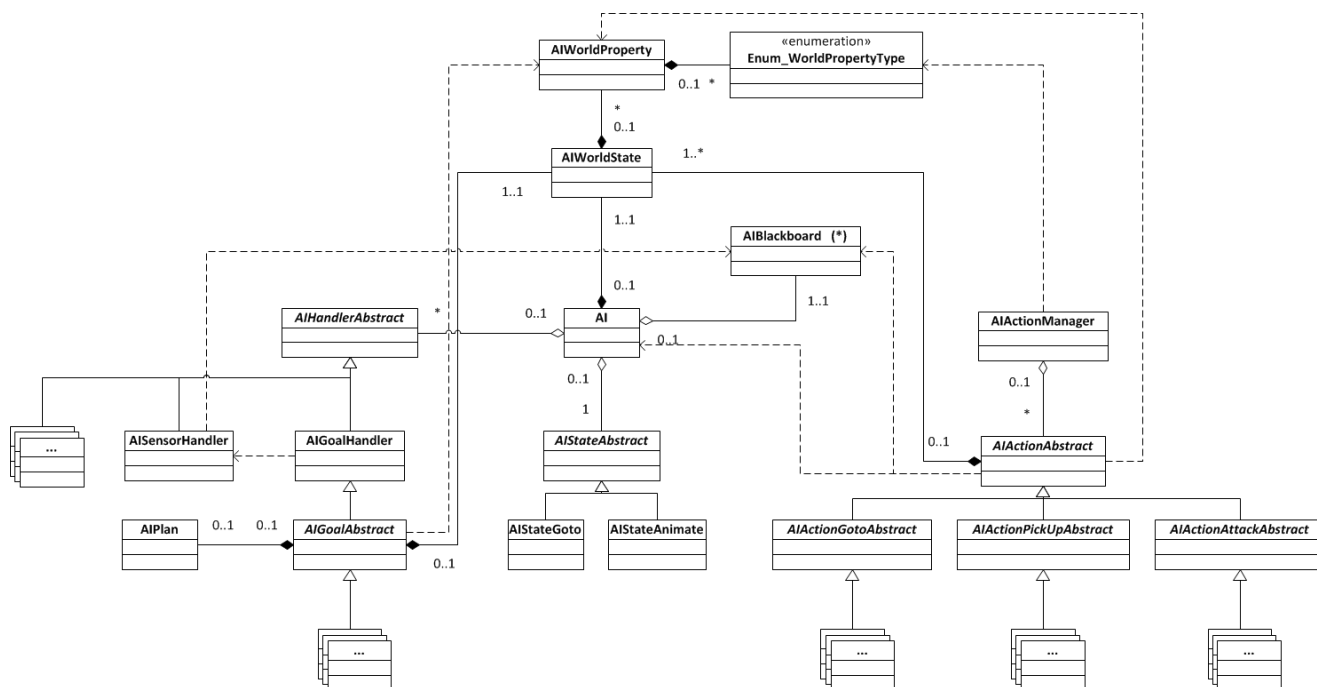 «enumeration»
AIWorldProperty
Enum_WorldPropertyType
0..1
*
*
0..1
AIWorldState
1..*
1..1
1..1
AIBlackboard (*)
0..1
1..1
*
0..1
AIHandlerAbstract
AI
AIActionManager
0..1
0..1
0..1
1
*
AISensorHandler
AIGoalHandler
AIStateAbstract
0..1
AIActionAbstract
...
AIPlan
0..1
0..1
AIGoalAbstract
AIStateGoto
AIStateAnimate
AIActionGotoAbstract
AIActionPickUpAbstract
AIActionAttackAbstract
0..1
...
...
...
...